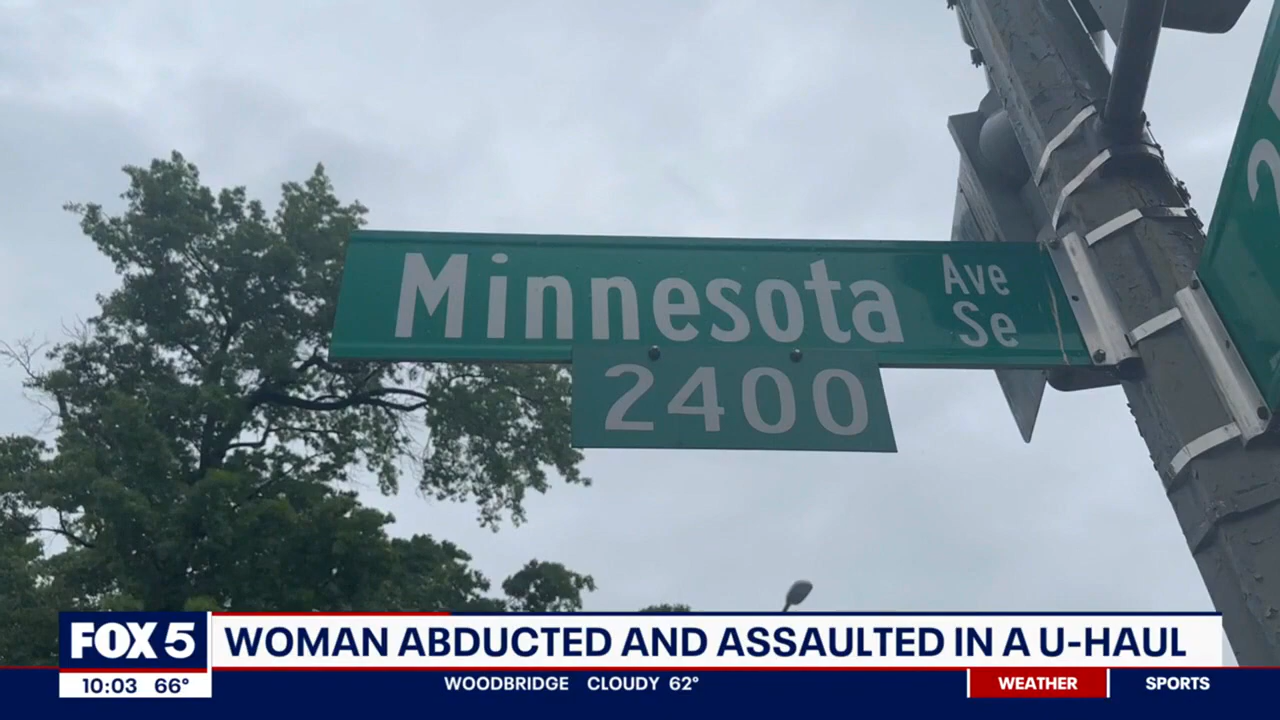 Minnesota Ave Se
2400
FOX 5 WOMAN ABDUCTED AND ASSAULTED IN A U-HAUL
10:03 66° WOODBRIDGE CLOUDY 62° WEATHER SPORTS